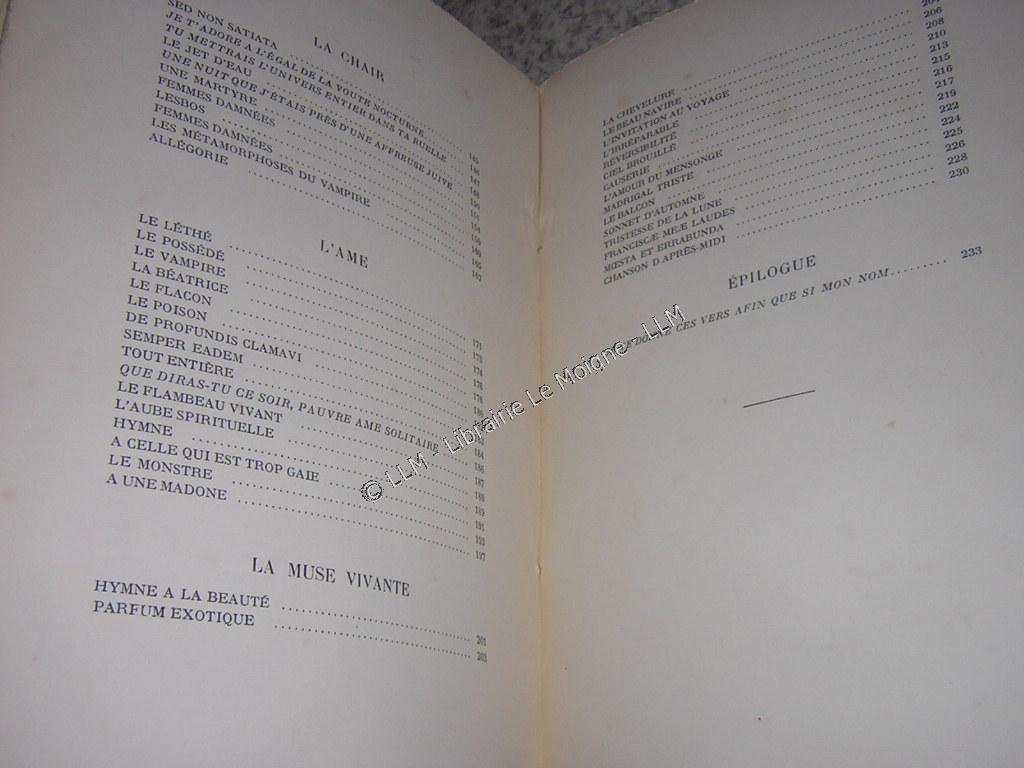 LA CHAIR
SED NON SATIATA
JE T'ADORE A L'ÉGAL DE LA VOUTE NOCTURNE
TU METTRAIS L'UNIVERS ENTIER DANS TA RUELLE
LE JET D'EAU
UNE NUIT QUE J'ÉTAIS PRÈS D'UNE AFFREUSE JUIVE
UNE MARTYRE
FEMMES DAMNÉES
LESBOS
FEMMES DAMNÉES
LES MÉTAMORPHOSES DU VAMPIRE
ALLÉGORIE
L'AME
LE LÉTHÉ
LE POSSÉDÉ
LE VAMPIRE
LA BÉATRICE
LE FLACON
LE POISON
DE PROFUNDIS CLAMAVI
SEMPER EADEM
TOUT ENTIÈRE
QUE DIRAS-TU CE SOIR, PAUVRE AME SOLITAIRE
LE FLAMBEAU VIVANT
L'AUBE SPIRITUELLE
HYMNE
A CELLE QUI EST TROP GAIE
LE MONSTRE
A UNE MADONE 197
LA MUSE VIVANTE
HYMNE A LA BEAUTÉ 201
PARFUM EXOTIQUE 203
LA CHEVELURE 204
LE BEAU NAVIRE 206
L'INVITATION AU VOYAGE 208
L'IRRÉPARABLE 210
RÉVERSIBILITÉ 213
CIEL BROUILLÉ 215
CAUSERIE 216
L'AMOUR DU MENSONGE 217
MADRIGAL TRISTE 219
LE BALCON 222
SONNET D'AUTOMNE 224
TRISTESSE DE LA LUNE 225
FRANCISCÆ MEÆ LAUDES 226
MŒSTA ET ERRABUNDA 228
CHANSON D'APRÈS-MIDI 230
ÉPILOGUE
DONNE CES VERS AFIN QUE SI MON NOM 233
© LLM - Librairie Le Moigne - LLM